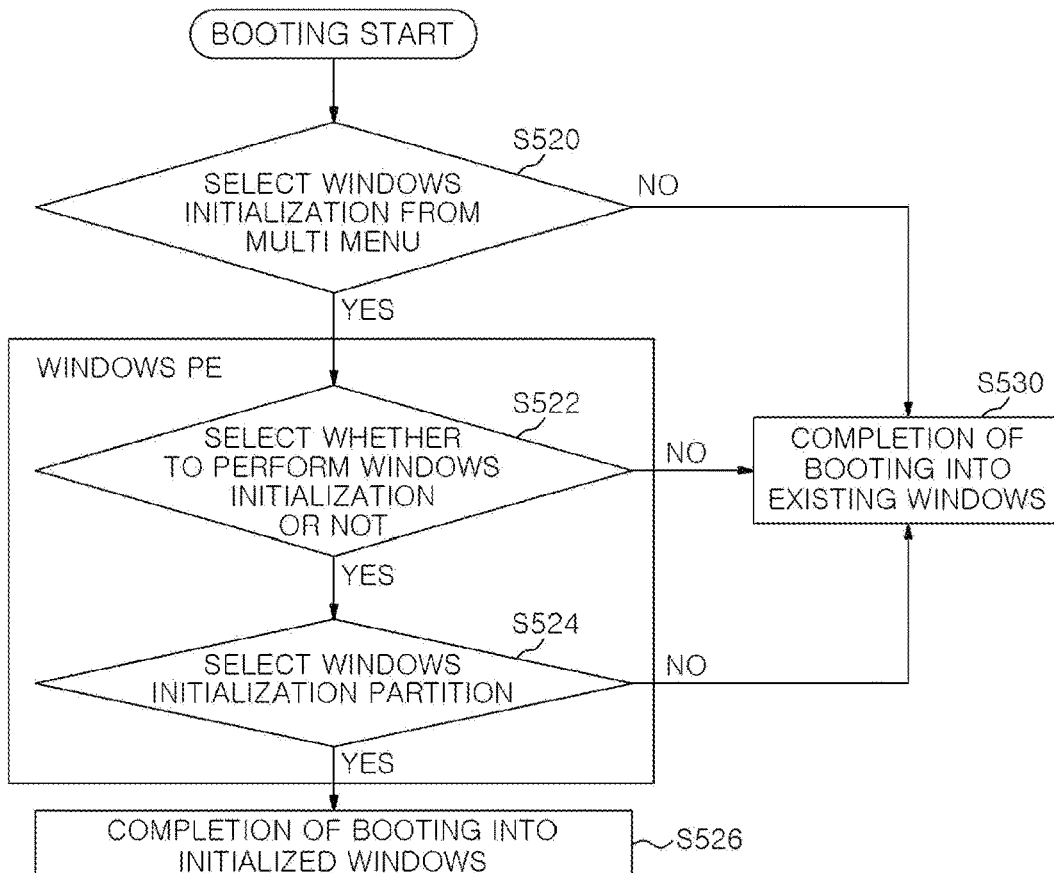 BOOTING START
S520
SELECT WINDOWS
INITIALIZATION FROM
MULTI MENU
NO
YES
WINDOWS PE
S522
SELECT WHETHER
TO PERFORM WINDOWS
INITIALIZATION
OR NOT
NO
S530
COMPLETION OF
BOOTING INTO
EXISTING WINDOWS
YES
S524
SELECT WINDOWS
INITIALIZATION PARTITION
NO
YES
COMPLETION OF BOOTING INTO
INITIALIZED WINDOWS
S526